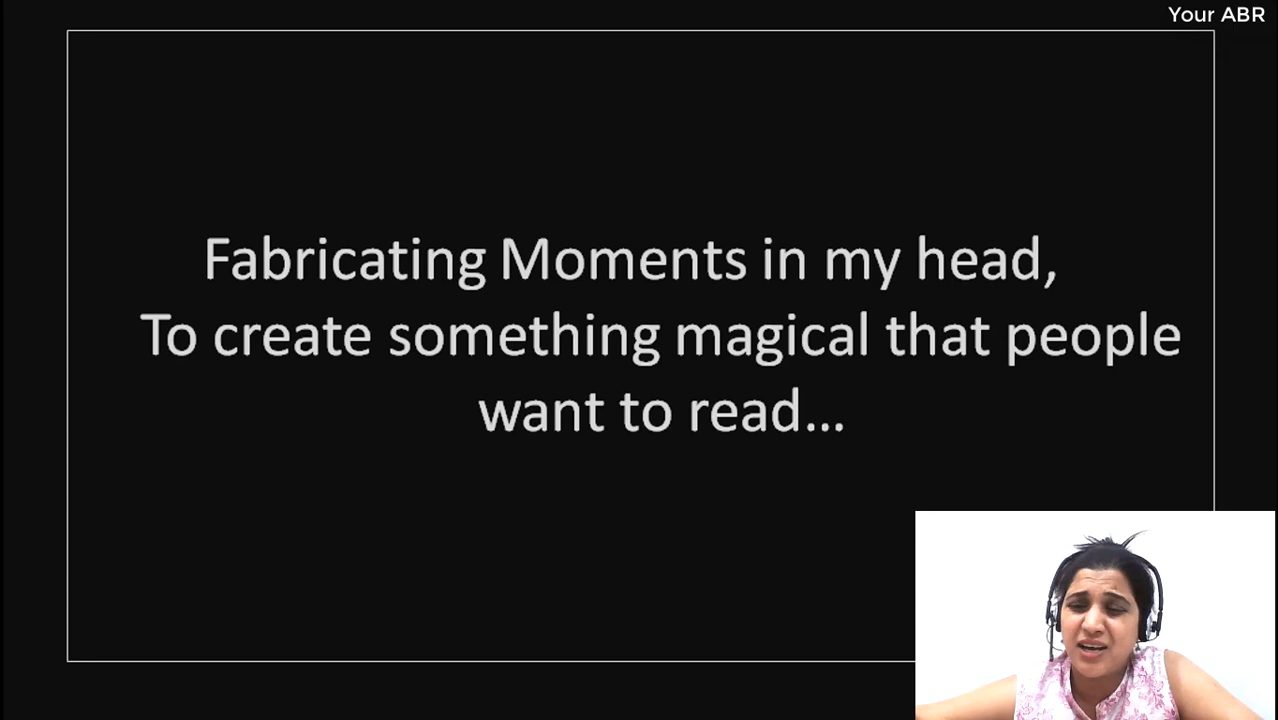 Your ABR
Fabricating Moments in my head,
To create something magical that people
want to read...